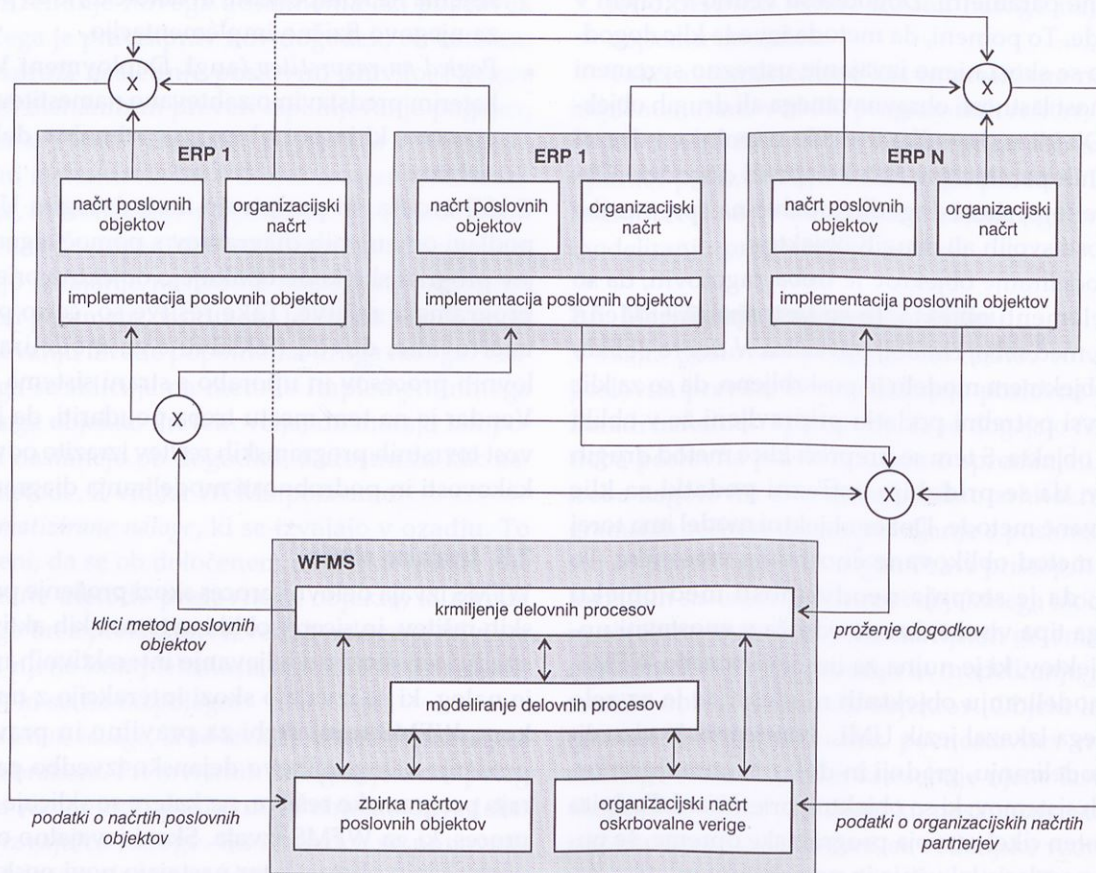 X
X
ERP 1
ERP 1
ERP N
načrt poslovnih
objektov
organizacijski
načrt
načrt poslovnih
objektov
organizacijski
načrt
načrt poslovnih
objektov
organizacijski
načrt
implementacija poslovnih objektov
implementacija poslovnih objektov
implementacija poslovnih objektov
X
X
WFMS
krmiljenje delovnih procesov
klici metod poslovnih
objektov
proženje dogodkov
modeliranje delovnih procesov
zbirka načrtov
poslovnih objektov
organizacijski načrt
oskrbovalne verige
podatki o načrtih poslovnih
objektov
podatki o organizacijskih načrtih
partnerjev